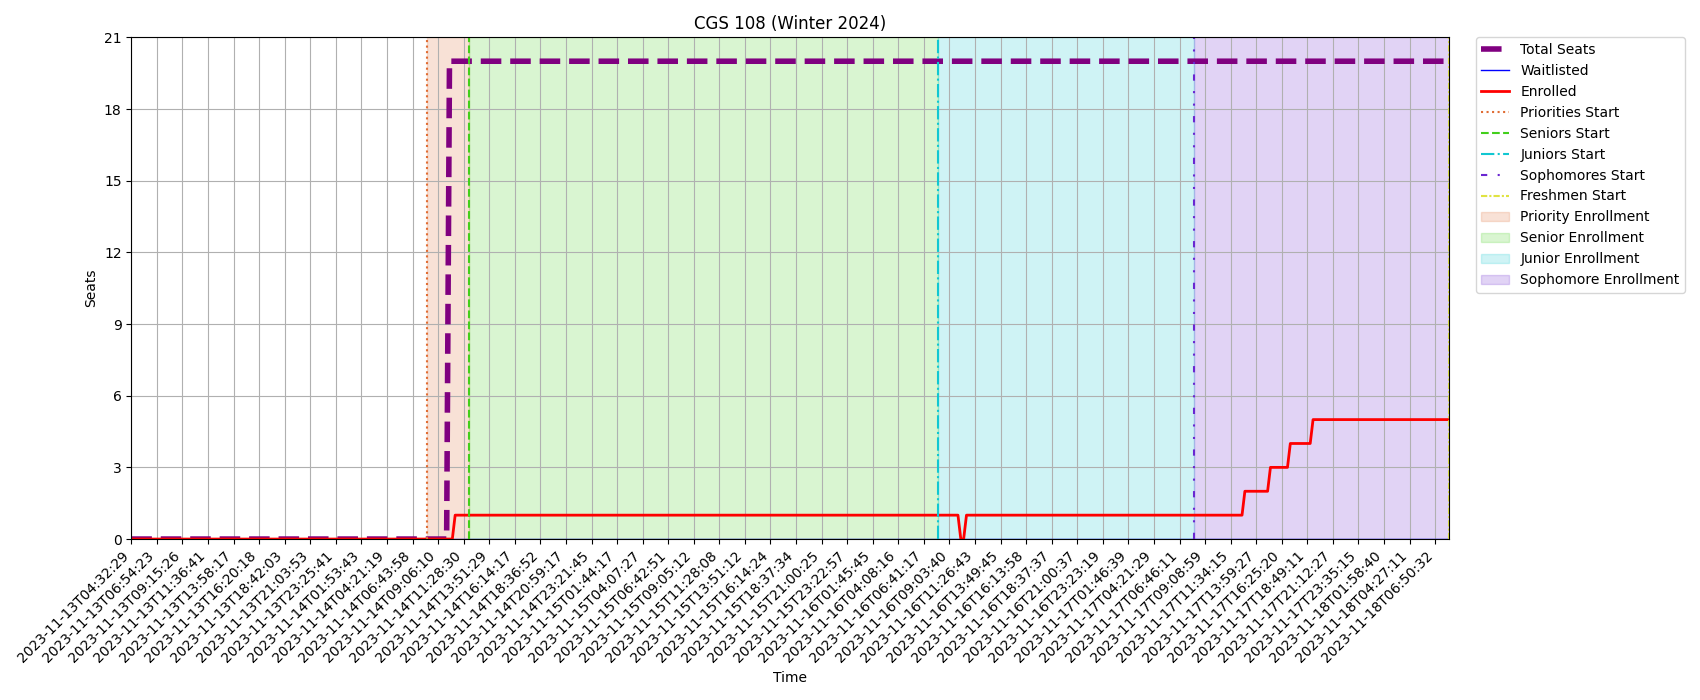 CGS 108 (Winter 2024)
21
18
15
12
9
6
3
0
Seats
2023-11-13T04:32:29
2023-11-13T06:54:23
2023-11-13T09:15:26
2023-11-13T11:36:41
2023-11-13T13:58:17
2023-11-13T16:20:18
2023-11-13T18:42:03
2023-11-13T21:03:53
2023-11-13T23:25:41
2023-11-14T01:53:43
2023-11-14T04:21:19
2023-11-14T06:43:58
2023-11-14T09:06:10
2023-11-14T11:28:30
2023-11-14T13:51:29
2023-11-14T16:14:17
2023-11-14T18:36:52
2023-11-14T20:59:17
2023-11-14T23:21:45
2023-11-15T01:44:17
2023-11-15T04:07:27
2023-11-15T06:42:51
2023-11-15T09:05:12
2023-11-15T11:28:08
2023-11-15T13:51:12
2023-11-15T16:14:24
2023-11-15T18:37:34
2023-11-15T21:00:25
2023-11-15T23:22:57
2023-11-16T01:45:45
2023-11-16T04:08:16
2023-11-16T06:41:17
2023-11-16T09:03:40
2023-11-16T11:26:43
2023-11-16T13:49:45
2023-11-16T16:13:58
2023-11-16T18:37:37
2023-11-16T21:00:37
2023-11-16T23:23:19
2023-11-17T01:46:39
2023-11-17T04:21:29
2023-11-17T06:46:11
2023-11-17T09:08:59
2023-11-17T11:34:15
2023-11-17T13:59:27
2023-11-17T16:25:20
2023-11-17T18:49:11
2023-11-17T21:12:27
2023-11-17T23:35:15
2023-11-18T01:58:40
2023-11-18T04:27:11
2023-11-18T06:50:32
Time
Total Seats
Waitlisted
Enrolled
Priorities Start
Seniors Start
Juniors Start
Sophomores Start
Freshmen Start
Priority Enrollment
Senior Enrollment
Junior Enrollment
Sophomore Enrollment